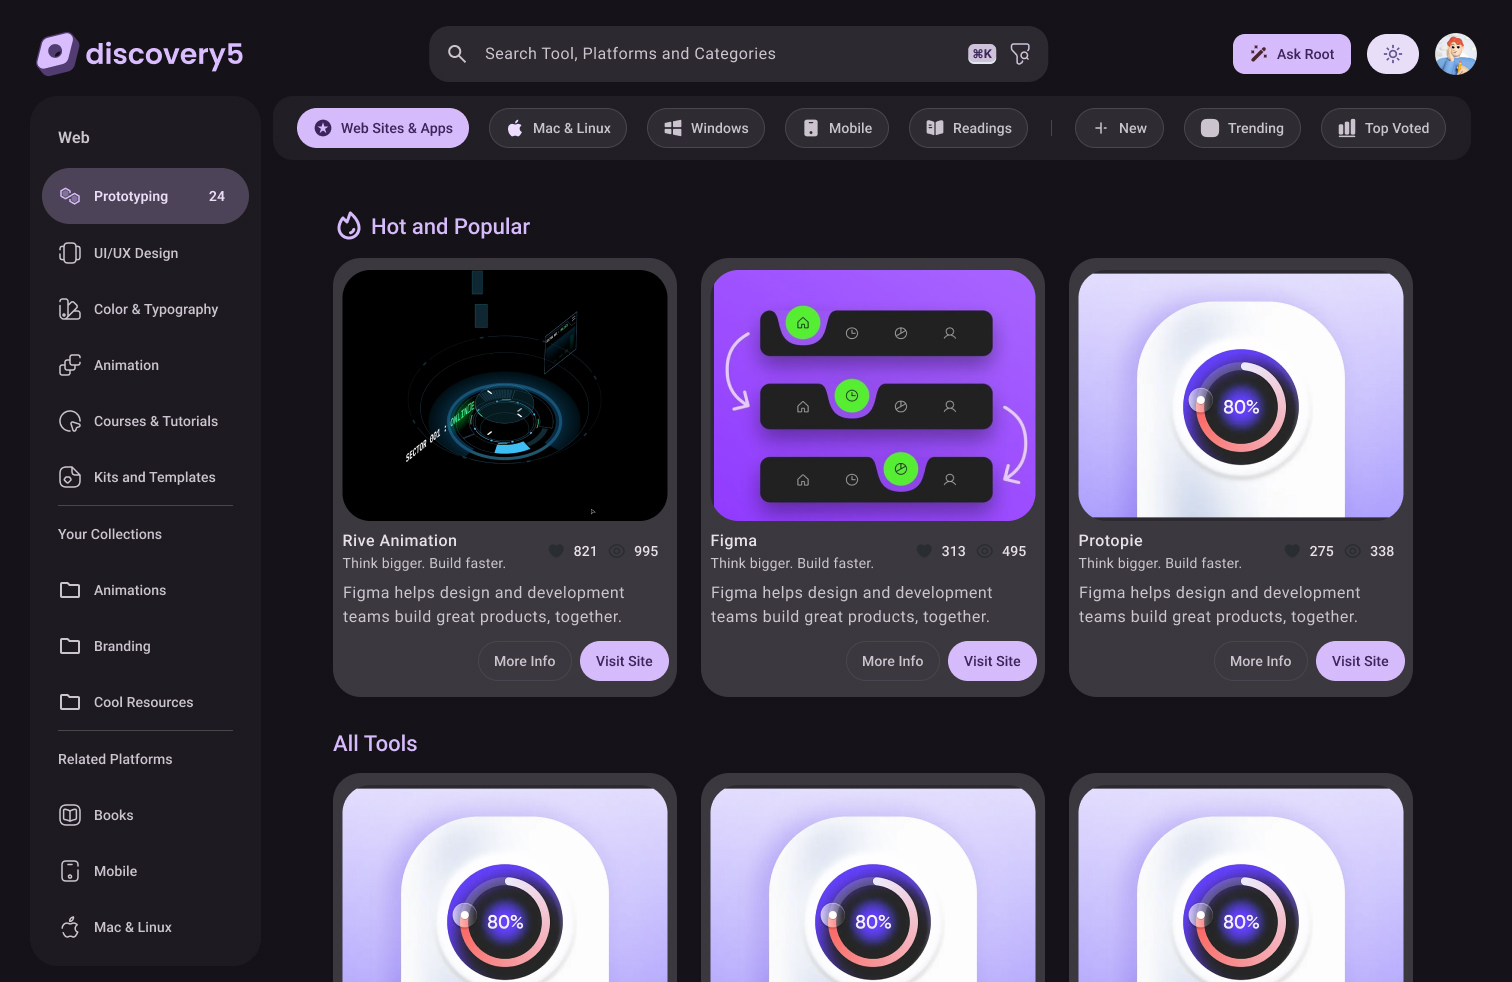 discovery5
Search Tool, Platforms and Categories
⌘K
Ask Root
Web
Prototyping 24
UI/UX Design
Color & Typography
Animation
Courses & Tutorials
Kits and Templates
Your Collections
Animations
Branding
Cool Resources
Related Platforms
Books
Mobile
Mac & Linux
Web Sites & Apps
Mac & Linux
Windows
Mobile
Readings
New
Trending
Top Voted
Hot and Popular
SECTOR 001 : ONLINE
Rive Animation
Think bigger. Build faster.
821 995
Figma helps design and development
teams build great products, together.
More Info
Visit Site
Figma
Think bigger. Build faster.
313 495
Figma helps design and development
teams build great products, together.
More Info
Visit Site
80%
Protopie
Think bigger. Build faster.
275 338
Figma helps design and development
teams build great products, together.
More Info
Visit Site
All Tools
80%
80%
80%